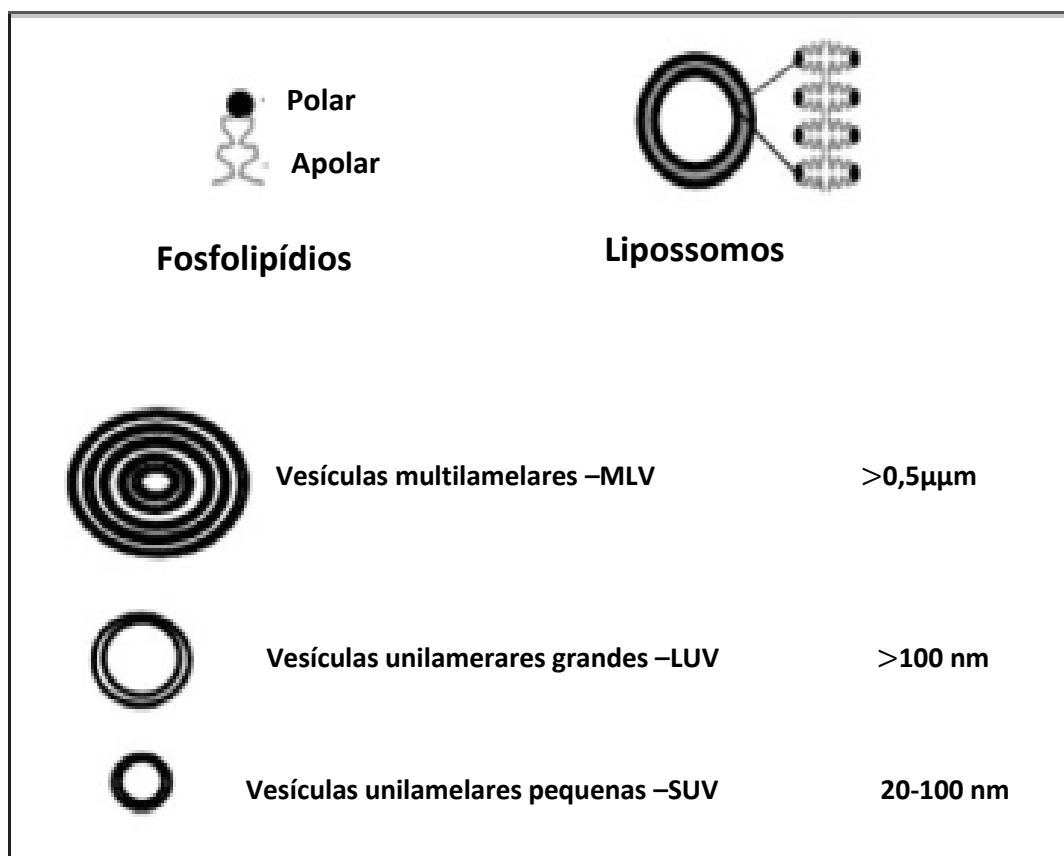 Polar
Apolar
Fosfolipídios
Lipossomos
Vesículas multilamelares –MLV >0,5µµm
Vesículas unilamerares grandes –LUV >100 nm
Vesículas unilamelares pequenas –SUV 20-100 nm